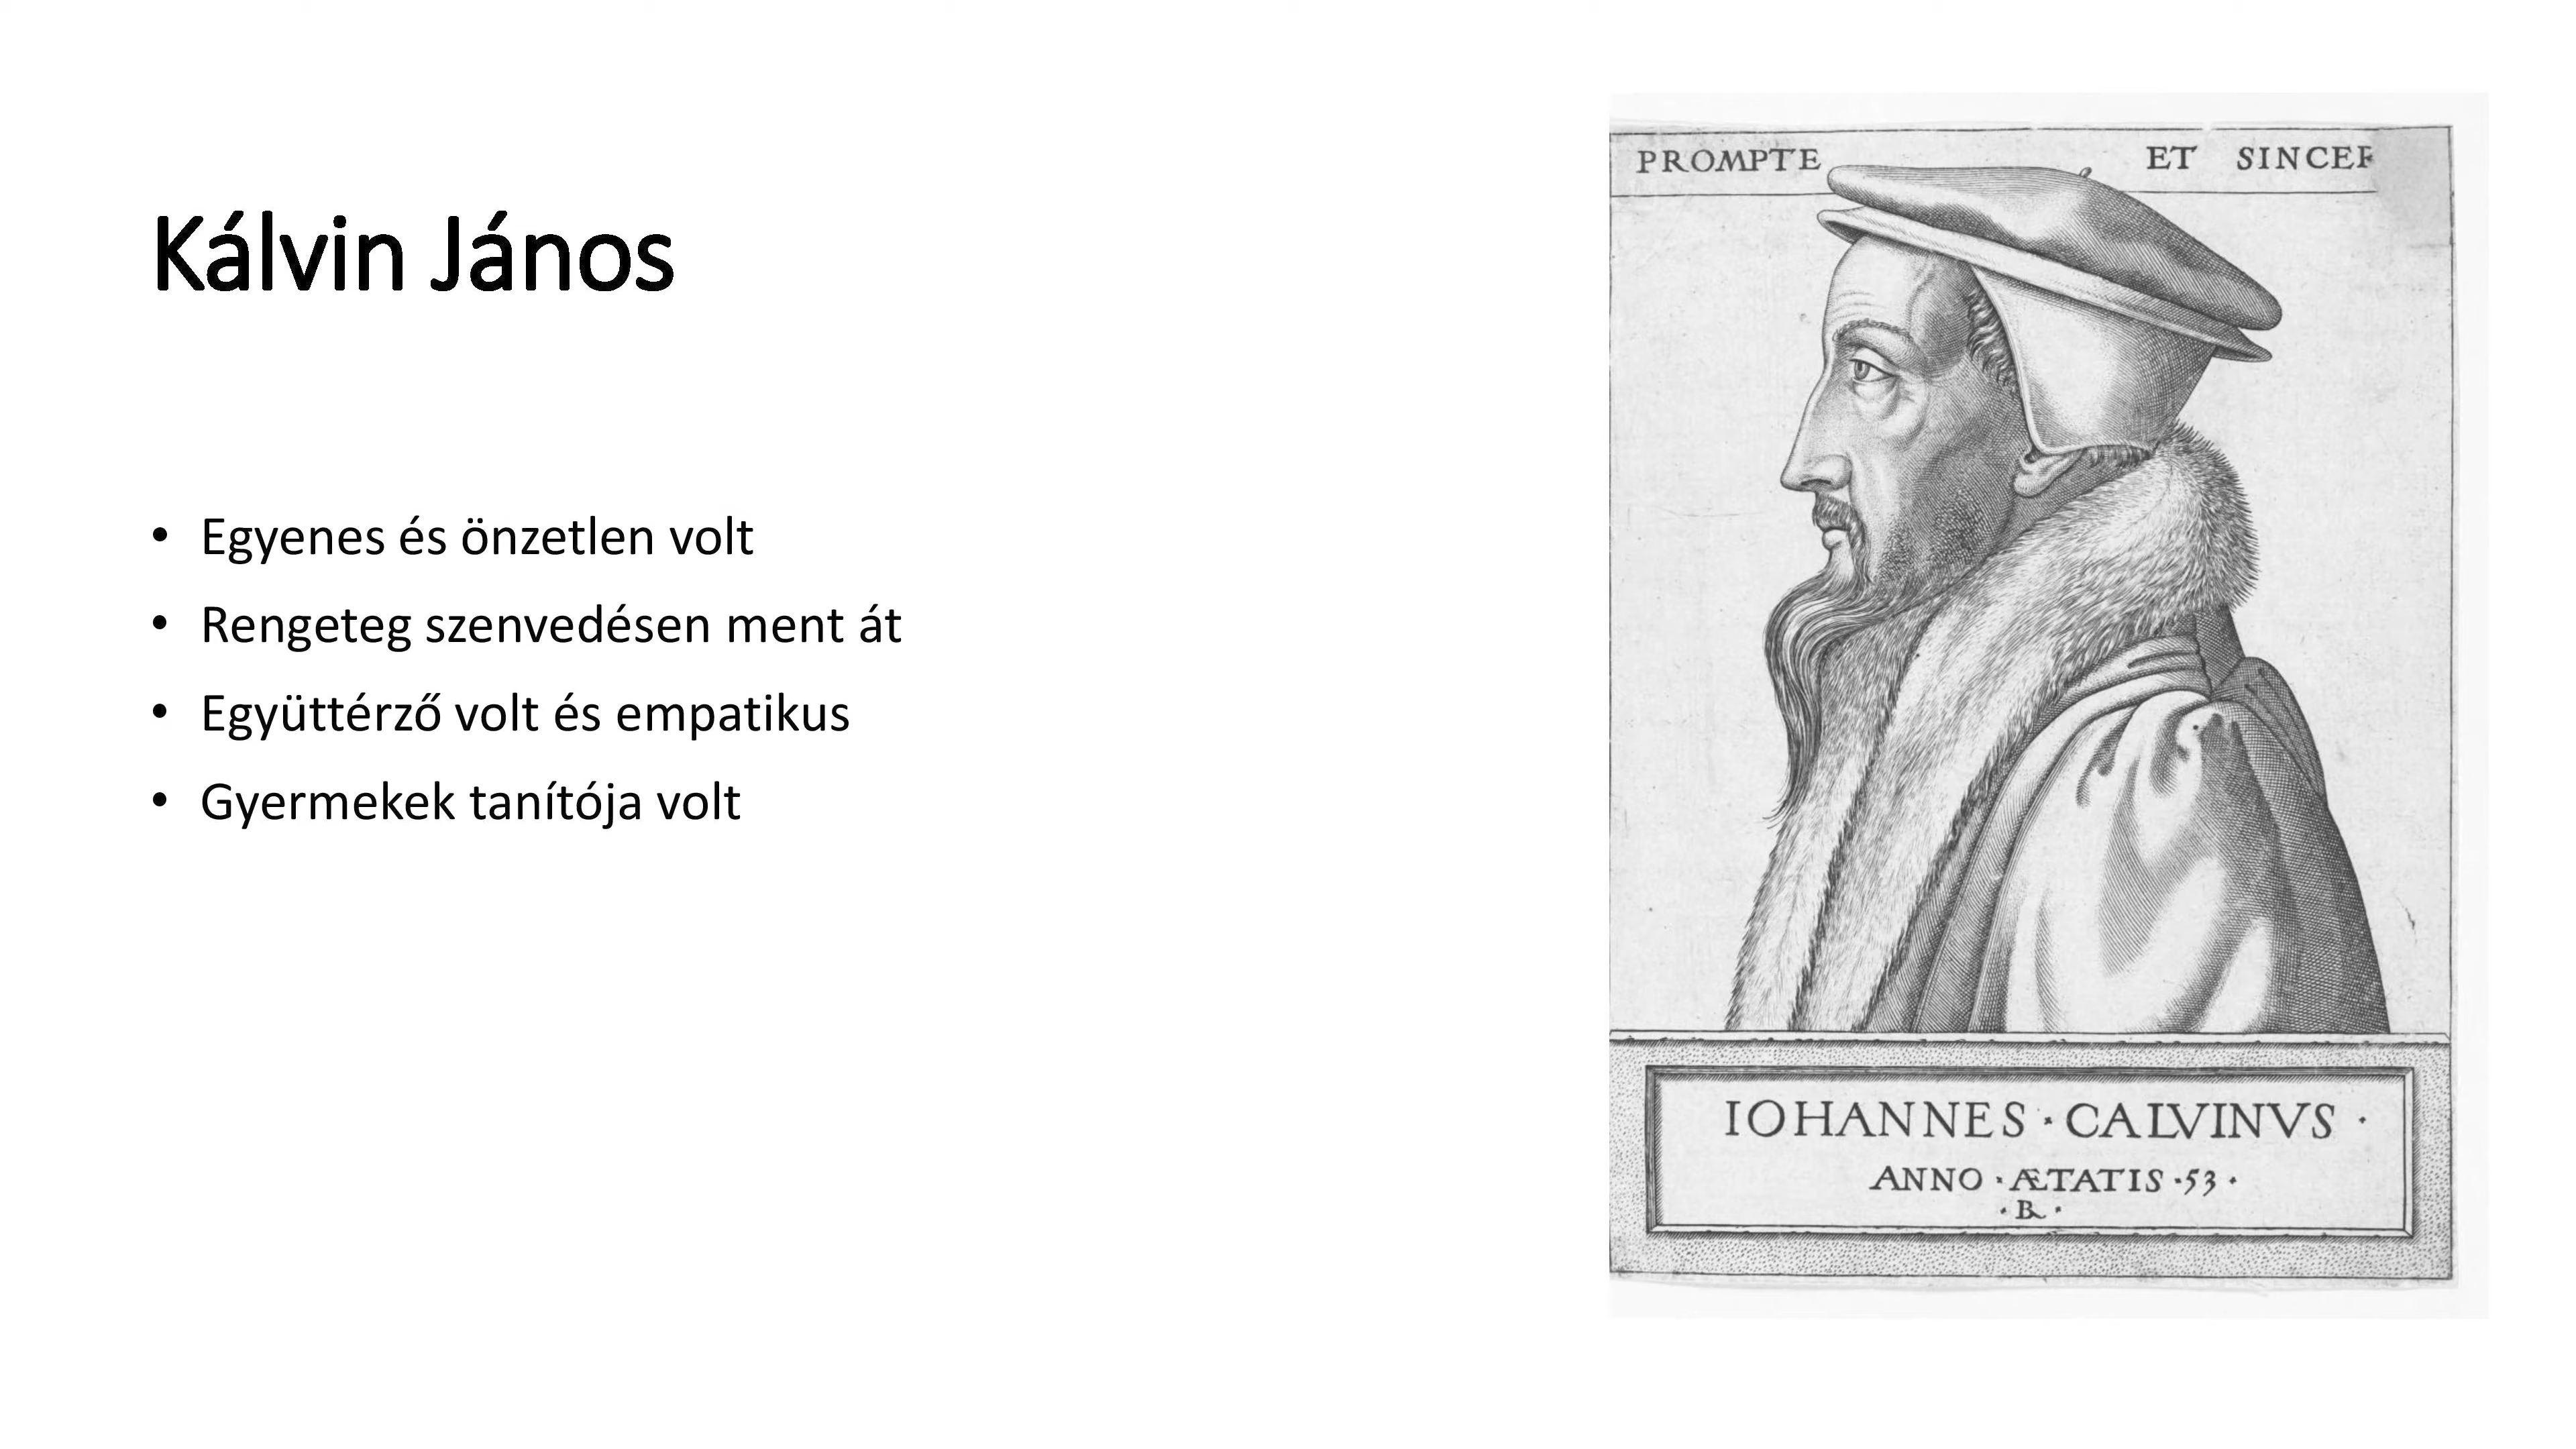 Kálvin János
• Egyenes és önzetlen volt
• Rengeteg szenvedésen ment át
• Együttérző volt és empatikus
• Gyermekek tanítója volt
PROMPTE ET SINCER
IOHANNES · CALVINVS ·
ANNO · ÆTATIS · 53 ·
· B ·